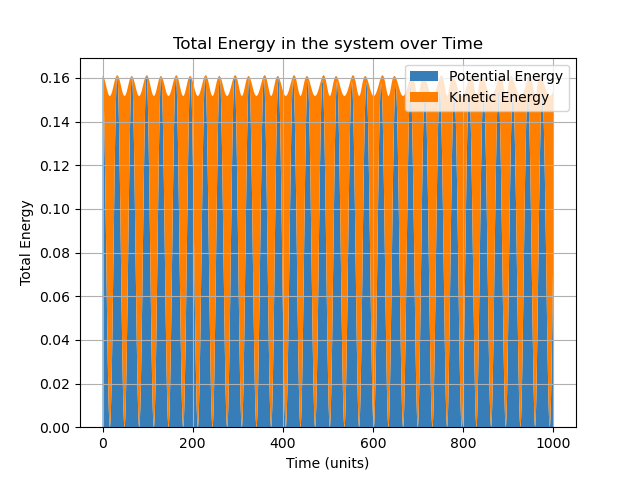 Total Energy in the system over Time
Potential Energy
Kinetic Energy
Total Energy
0.16
0.14
0.12
0.10
0.08
0.06
0.04
0.02
0.00
0 200 400 600 800 1000
Time (units)